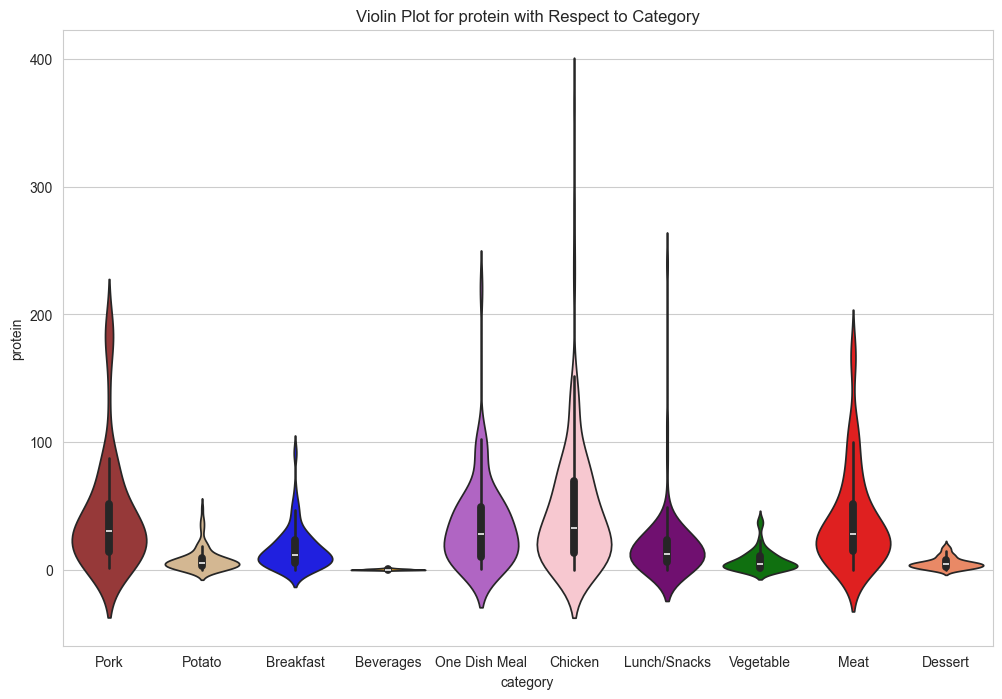 Violin Plot for protein with Respect to Category
400
300
200
100
0
protein
Pork Potato Breakfast Beverages One Dish Meal Chicken Lunch/Snacks Vegetable Meat Dessert
category